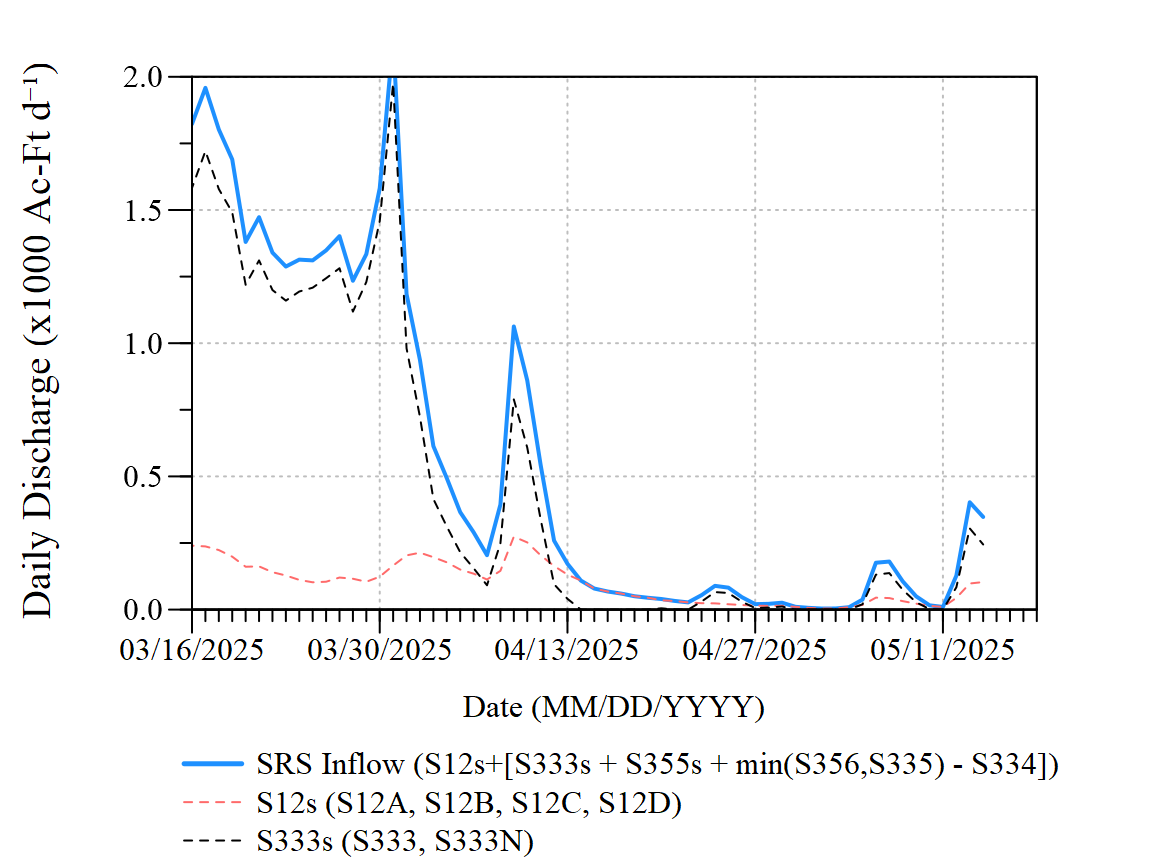 Daily Discharge (x1000 Ac-Ft d⁻¹)
2.0
1.5
1.0
0.5
0.0
03/16/2025 03/30/2025 04/13/2025 04/27/2025 05/11/2025
Date (MM/DD/YYYY)
SRS Inflow (S12s+[S333s + S355s + min(S356,S335) - S334])
S12s (S12A, S12B, S12C, S12D)
S333s (S333, S333N)